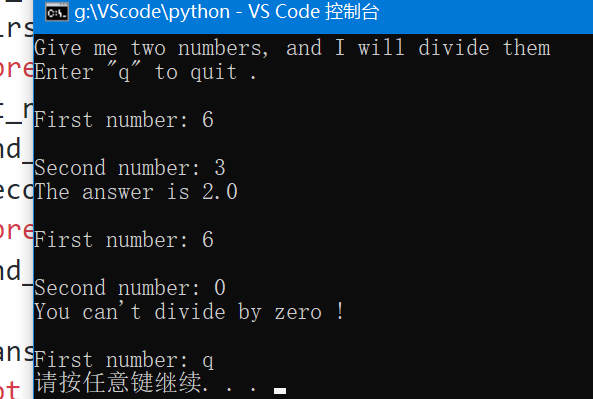 g:\VScode\python - VS Code 控制台
Give me two numbers, and I will divide them
Enter "q" to quit .
First number: 6
Second number: 3
The answer is 2.0
First number: 6
Second number: 0
You can't divide by zero !
First number: q
请按任意键继续. . .